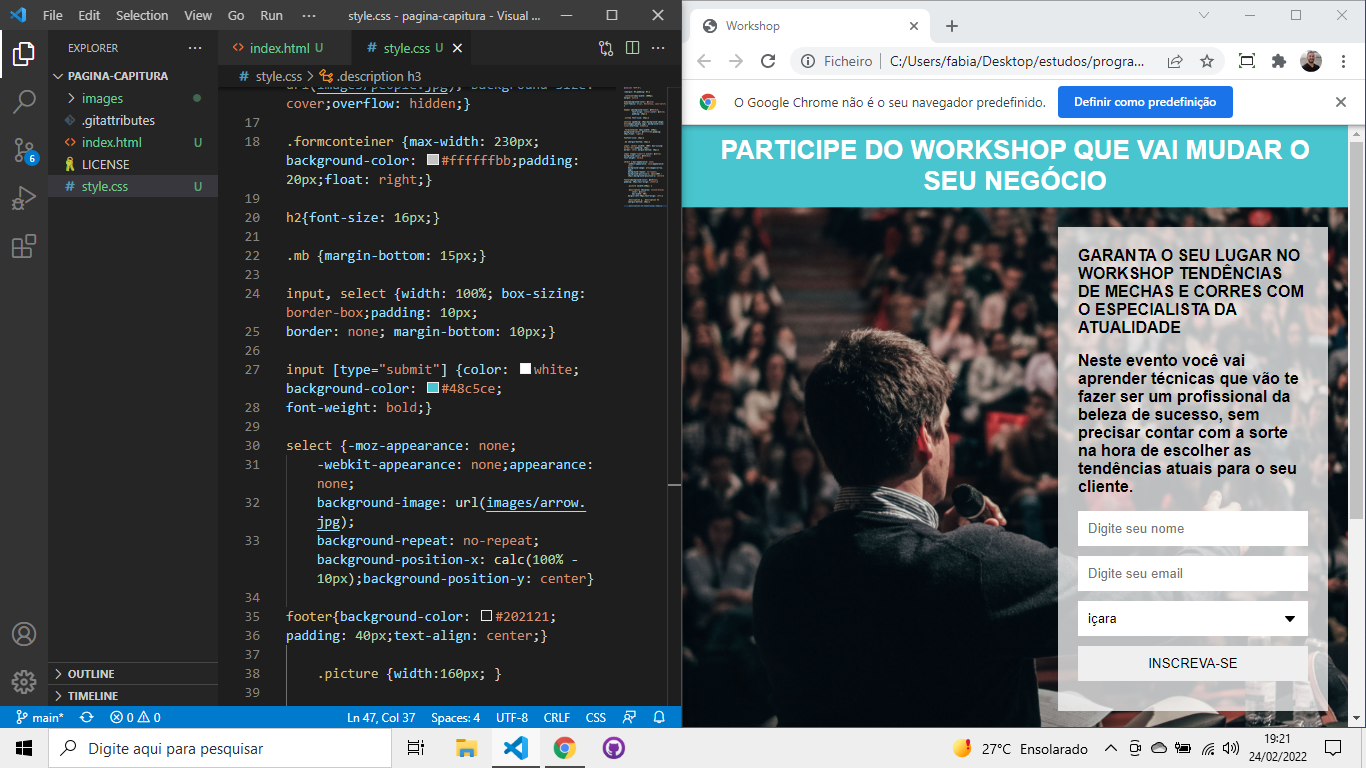 File Edit Selection View Go Run ··· style.css - pagina-capitura - Visual ...
EXPLORER ···
PAGINA-CAPITURA
images
.gitattributes
index.html U
LICENSE
style.css U
OUTLINE
TIMELINE
index.html U style.css U
# style.css > .description h3
url(images/people.jpg); background-size:
cover;overflow: hidden;}
17
18 .formconteiner {max-width: 230px;
background-color: #ffffffbb;padding:
20px;float: right;}
19
20 h2{font-size: 16px;}
21
22 .mb {margin-bottom: 15px;}
23
24 input, select {width: 100%; box-sizing:
border-box;padding: 10px;
25 border: none; margin-bottom: 10px;}
26
27 input [type="submit"] {color: white;
background-color: #48c5ce;
28 font-weight: bold;}
29
30 select {-moz-appearance: none;
31 -webkit-appearance: none;appearance:
none;
32 background-image: url(images/arrow.
jpg);
33 background-repeat: no-repeat;
background-position-x: calc(100% -
10px);background-position-y: center}
34
35 footer{background-color: #202121;
36 padding: 40px;text-align: center;}
37
38 .picture {width:160px; }
39
main* 0 0 Ln 47, Col 37 Spaces: 4 UTF-8 CRLF CSS
6
Workshop
Ficheiro C:/Users/fabia/Desktop/estudos/progra...
O Google Chrome não é o seu navegador predefinido. Definir como predefinição
PARTICIPE DO WORKSHOP QUE VAI MUDAR O
SEU NEGÓCIO
GARANTA O SEU LUGAR NO
WORKSHOP TENDÊNCIAS
DE MECHAS E CORRES COM
O ESPECIALISTA DA
ATUALIDADE
Neste evento você vai
aprender técnicas que vão te
fazer ser um profissional da
beleza de sucesso, sem
precisar contar com a sorte
na hora de escolher as
tendências atuais para o seu
cliente.
Digite seu nome
Digite seu email
içara
INSCREVA-SE
Digite aqui para pesquisar
27°C Ensolarado
19:21
24/02/2022